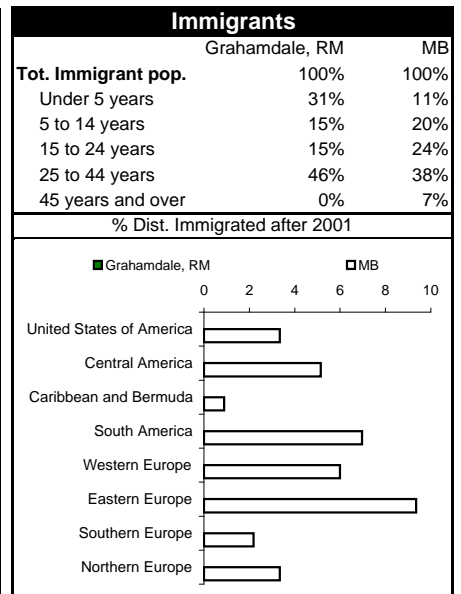 Immigrants
Grahamdale, RM MB
Tot. Immigrant pop. 100% 100%
Under 5 years 31% 11%
5 to 14 years 15% 20%
15 to 24 years 15% 24%
25 to 44 years 46% 38%
45 years and over 0% 7%
% Dist. Immigrated after 2001
Grahamdale, RM MB
0 2 4 6 8 10
United States of America
Central America
Caribbean and Bermuda
South America
Western Europe
Eastern Europe
Southern Europe
Northern Europe